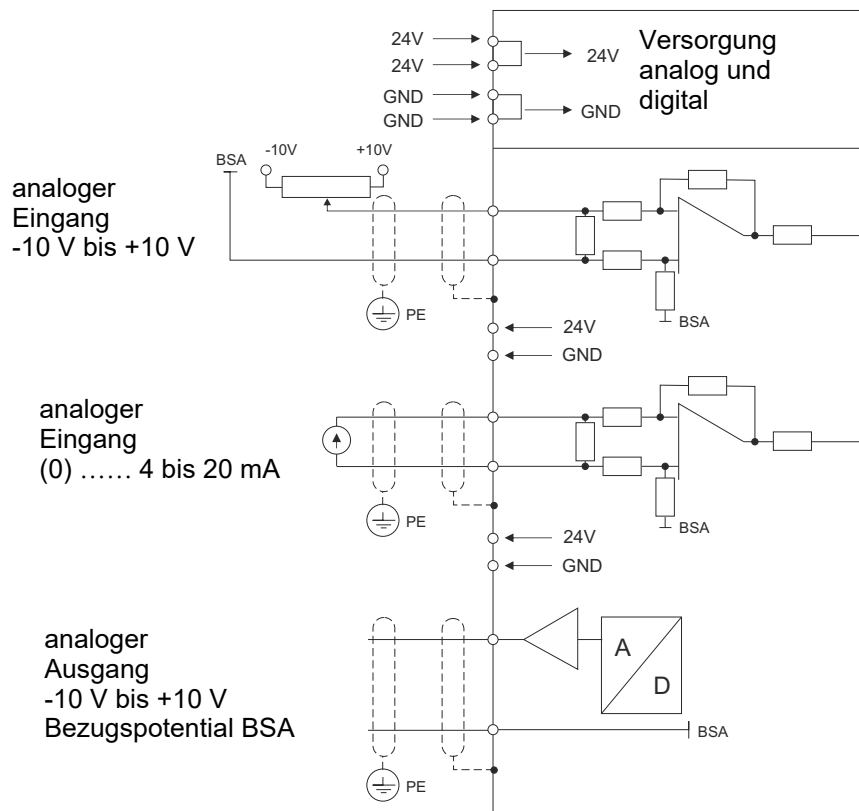 24V
24V
GND
GND
24V
GND
Versorgung
analog und
digital
BSA
-10V
+10V
analoger
Eingang
-10 V bis +10 V
PE
BSA
24V
GND
analoger
Eingang
(0) …… 4 bis 20 mA
PE
BSA
24V
GND
analoger
Ausgang
-10 V bis +10 V
Bezugspotential BSA
A
D
BSA
PE